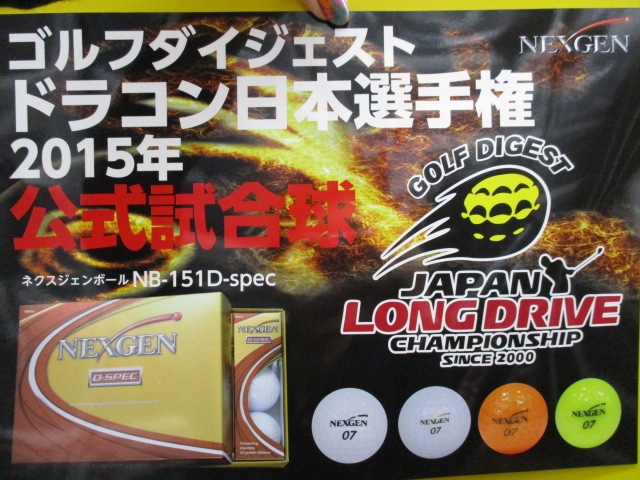 ゴルフダイジェスト
NEXGEN
ドラコン日本選手権
2015年
公式試合球
ネクスジェンボール NB-151D-spec
GOLF DIGEST
JAPAN
LONG DRIVE
CHAMPIONSHIP
SINCE 2000
NEXGEN
D-SPEC
NEXGEN
D-SPEC
NEXGEN
07
NEXGEN
07
NEXGEN
07
NEXGEN
07